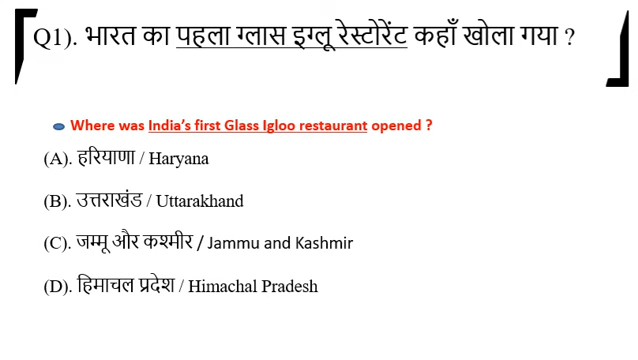 Q1). भारत का पहला ग्लास इग्लू रेस्टोरेंट कहाँ खोला गया ?
Where was India's first Glass Igloo restaurant opened ?
(A). हरियाणा / Haryana
(B). उत्तराखंड / Uttarakhand
(C). जम्मू और कश्मीर / Jammu and Kashmir
(D). हिमाचल प्रदेश / Himachal Pradesh